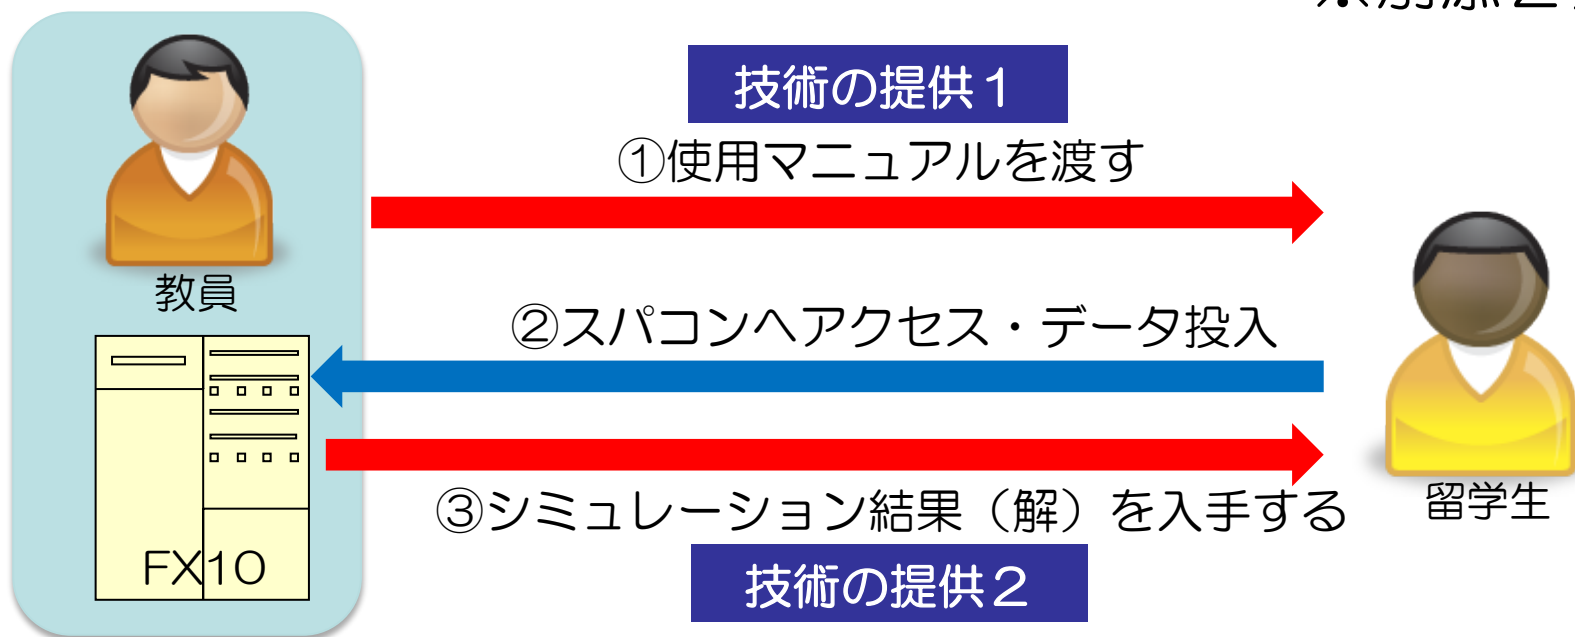 技術の提供１
①使用マニュアルを渡す
教員
②スパコンへアクセス・データ投入
③シミュレーション結果（解）を入手する
留学生
FX10
技術の提供２